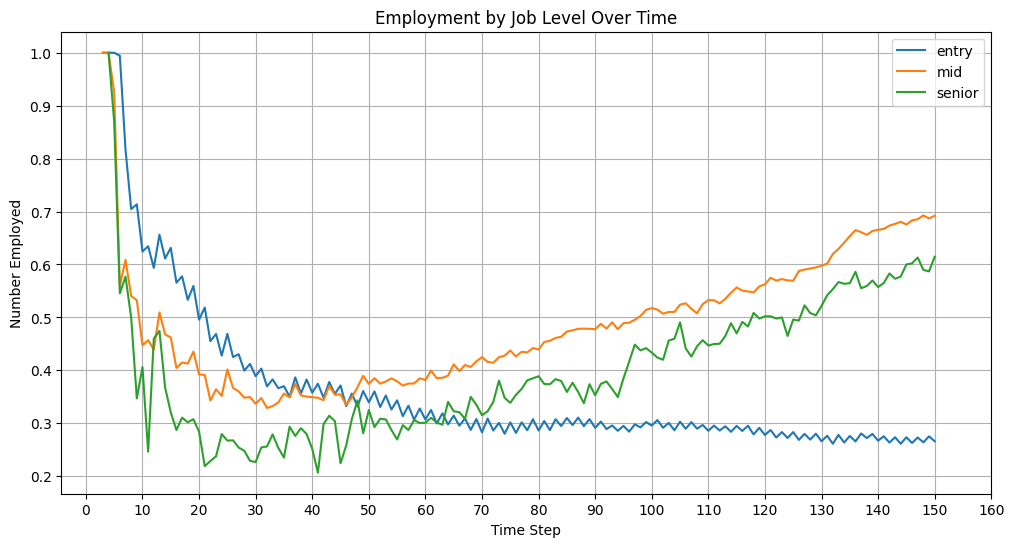 Employment by Job Level Over Time
entry
mid
senior
Number Employed
1.0
0.9
0.8
0.7
0.6
0.5
0.4
0.3
0.2
0 10 20 30 40 50 60 70 80 90 100 110 120 130 140 150 160
Time Step